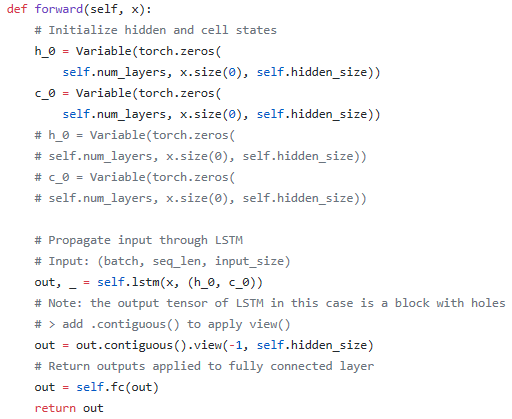 def forward(self, x):
    # Initialize hidden and cell states
    h_0 = Variable(torch.zeros(
        self.num_layers, x.size(0), self.hidden_size))
    c_0 = Variable(torch.zeros(
        self.num_layers, x.size(0), self.hidden_size))
    # h_0 = Variable(torch.zeros(
    # self.num_layers, x.size(0), self.hidden_size))
    # c_0 = Variable(torch.zeros(
    # self.num_layers, x.size(0), self.hidden_size))

    # Propagate input through LSTM
    # Input: (batch, seq_len, input_size)
    out, _ = self.lstm(x, (h_0, c_0))
    # Note: the output tensor of LSTM in this case is a block with holes
    # > add .contiguous() to apply view()
    out = out.contiguous().view(-1, self.hidden_size)
    # Return outputs applied to fully connected layer
    out = self.fc(out)
    return out